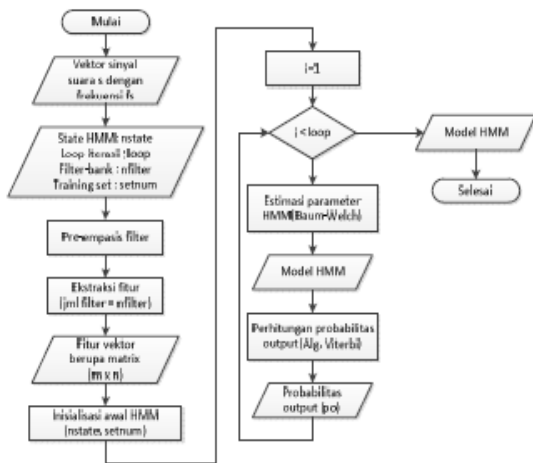 Mulai
Vektor sinyal
suara s dengan
frekuensi fs
State HMM: nstate
Loop iterasi : loop
Filter-bank : nfilter
Training set : setnum
Pre-empasis filter
Ekstraksi fitur
(jml filter = nfilter)
Fitur vektor
berupa matrix
(m x n)
Inisialisasi awal HMM
(nstate, setnum)
i=1
i < loop
Estimasi parameter
HMM(Baum-Welch)
Model HMM
Perhitungan probabilitas
output (Alg. Viterbi)
Probabilitas
output (po)
Model HMM
Selesai